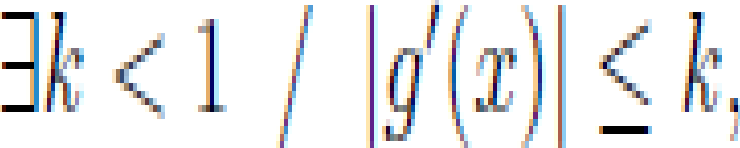 ∃k < 1 / |g′(x)| ≤ k,